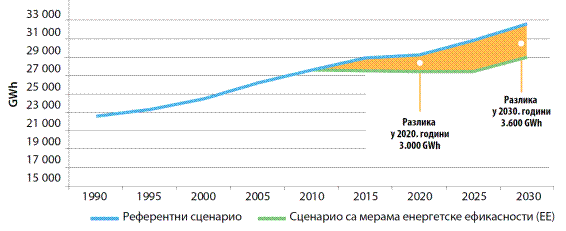 33 000
31 000
29 000
27 000
25 000
23 000
21 000
19 000
17 000
15 000
GWh
Разлика
у 2020. години
3.000 GWh
Разлика
у 2030. години
3.600 GWh
1990 1995 2000 2005 2010 2015 2020 2025 2030
Референтни сценарио Сценарио са мерама енергетске ефикасности (ЕЕ)